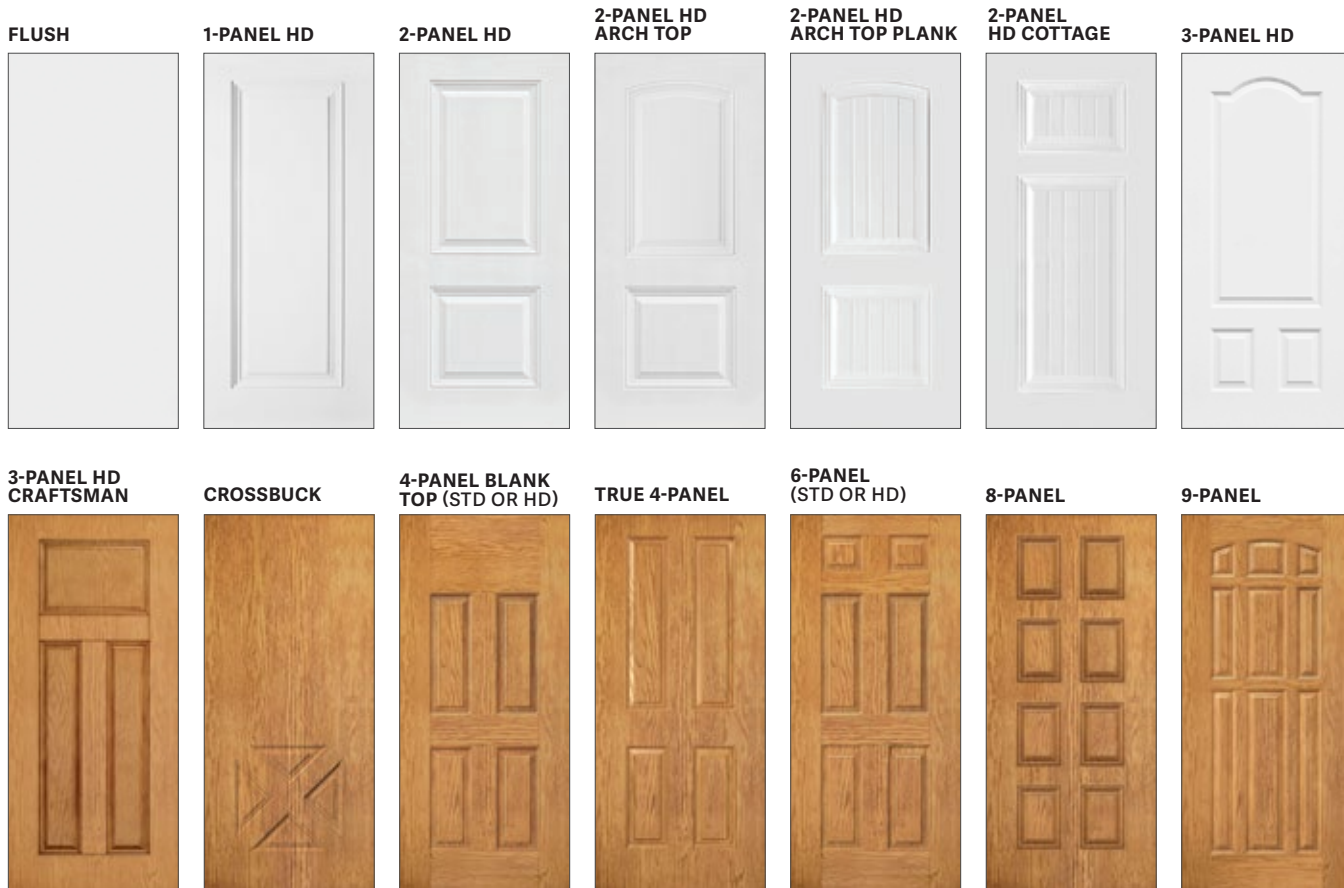 FLUSH
1-PANEL HD
2-PANEL HD
2-PANEL HD
ARCH TOP
2-PANEL HD
ARCH TOP PLANK
2-PANEL
HD COTTAGE
3-PANEL HD
3-PANEL HD
CRAFTSMAN
CROSSBUCK
4-PANEL BLANK
TOP (STD OR HD)
TRUE 4-PANEL
6-PANEL
(STD OR HD)
8-PANEL
9-PANEL